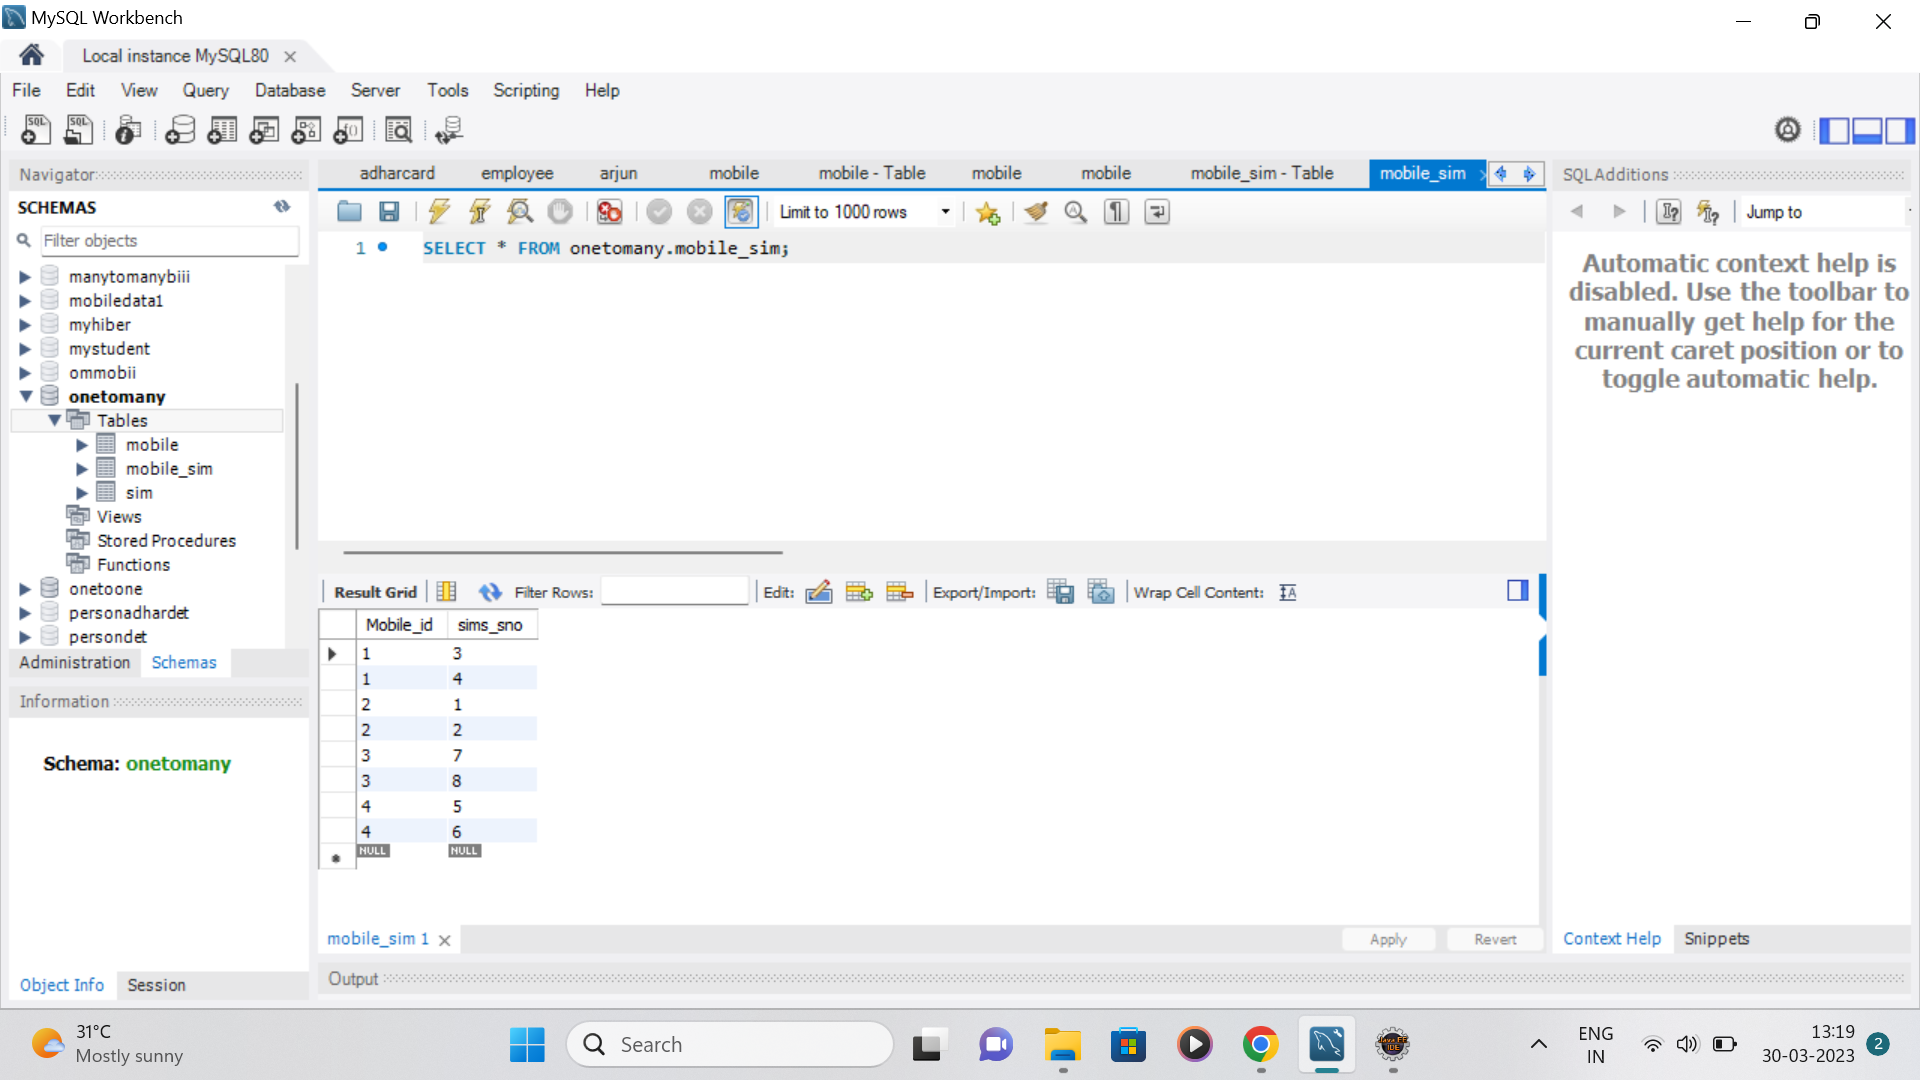 MySQL Workbench
Local instance MySQL80
File Edit View Query Database Server Tools Scripting Help
Navigator
SCHEMAS
Filter objects
manytomanybiii
mobiledata1
myhiber
mystudent
ommobii
onetomany
Tables
mobile
mobile_sim
sim
Views
Stored Procedures
Functions
onetoone
personadhardet
persondet
Administration Schemas
Information
Schema: onetomany
Object Info Session
adharcard employee arjun mobile mobile - Table mobile mobile mobile_sim - Table mobile_sim
Limit to 1000 rows
1 SELECT * FROM onetomany.mobile_sim;
Result Grid Filter Rows: Edit: Export/Import: Wrap Cell Content:
Mobile_id sims_sno
1 3
1 4
2 1
2 2
3 7
3 8
4 5
4 6
NULL NULL
mobile_sim 1
Apply Revert
Output
SQLAdditions
Jump to
Automatic context help is
disabled. Use the toolbar to
manually get help for the
current caret position or to
toggle automatic help.
Context Help Snippets
31°C
Mostly sunny
Search
ENG
IN
13:19
30-03-2023
2